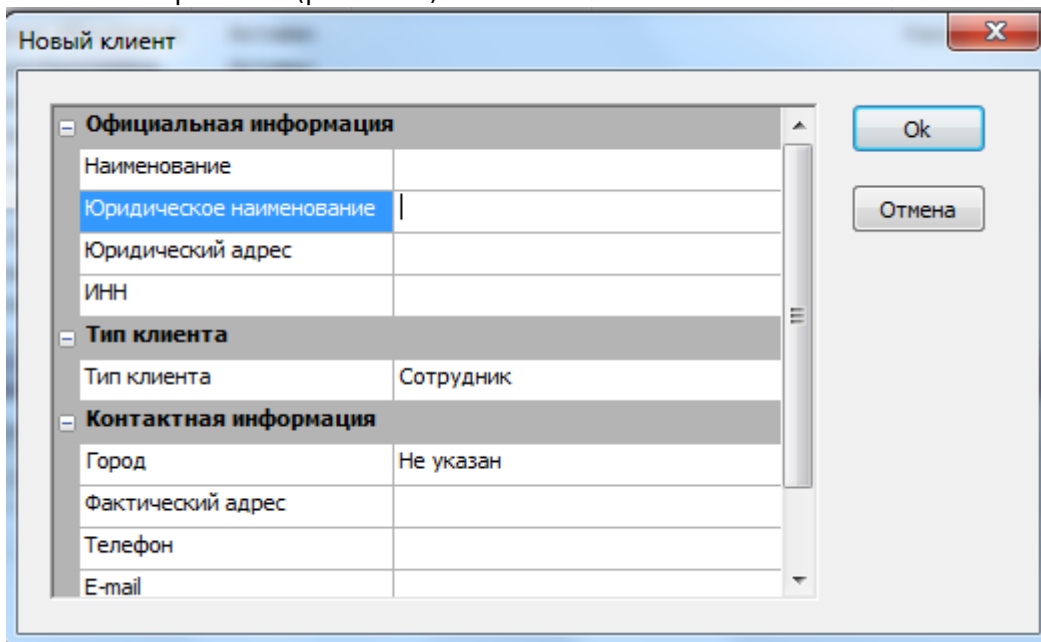 Новый клиент
Официальная информация
Ok
Наименование
Юридическое наименование
Отмена
Юридический адрес
ИНН
Тип клиента
Тип клиента Сотрудник
Контактная информация
Город Не указан
Фактический адрес
Телефон
E-mail